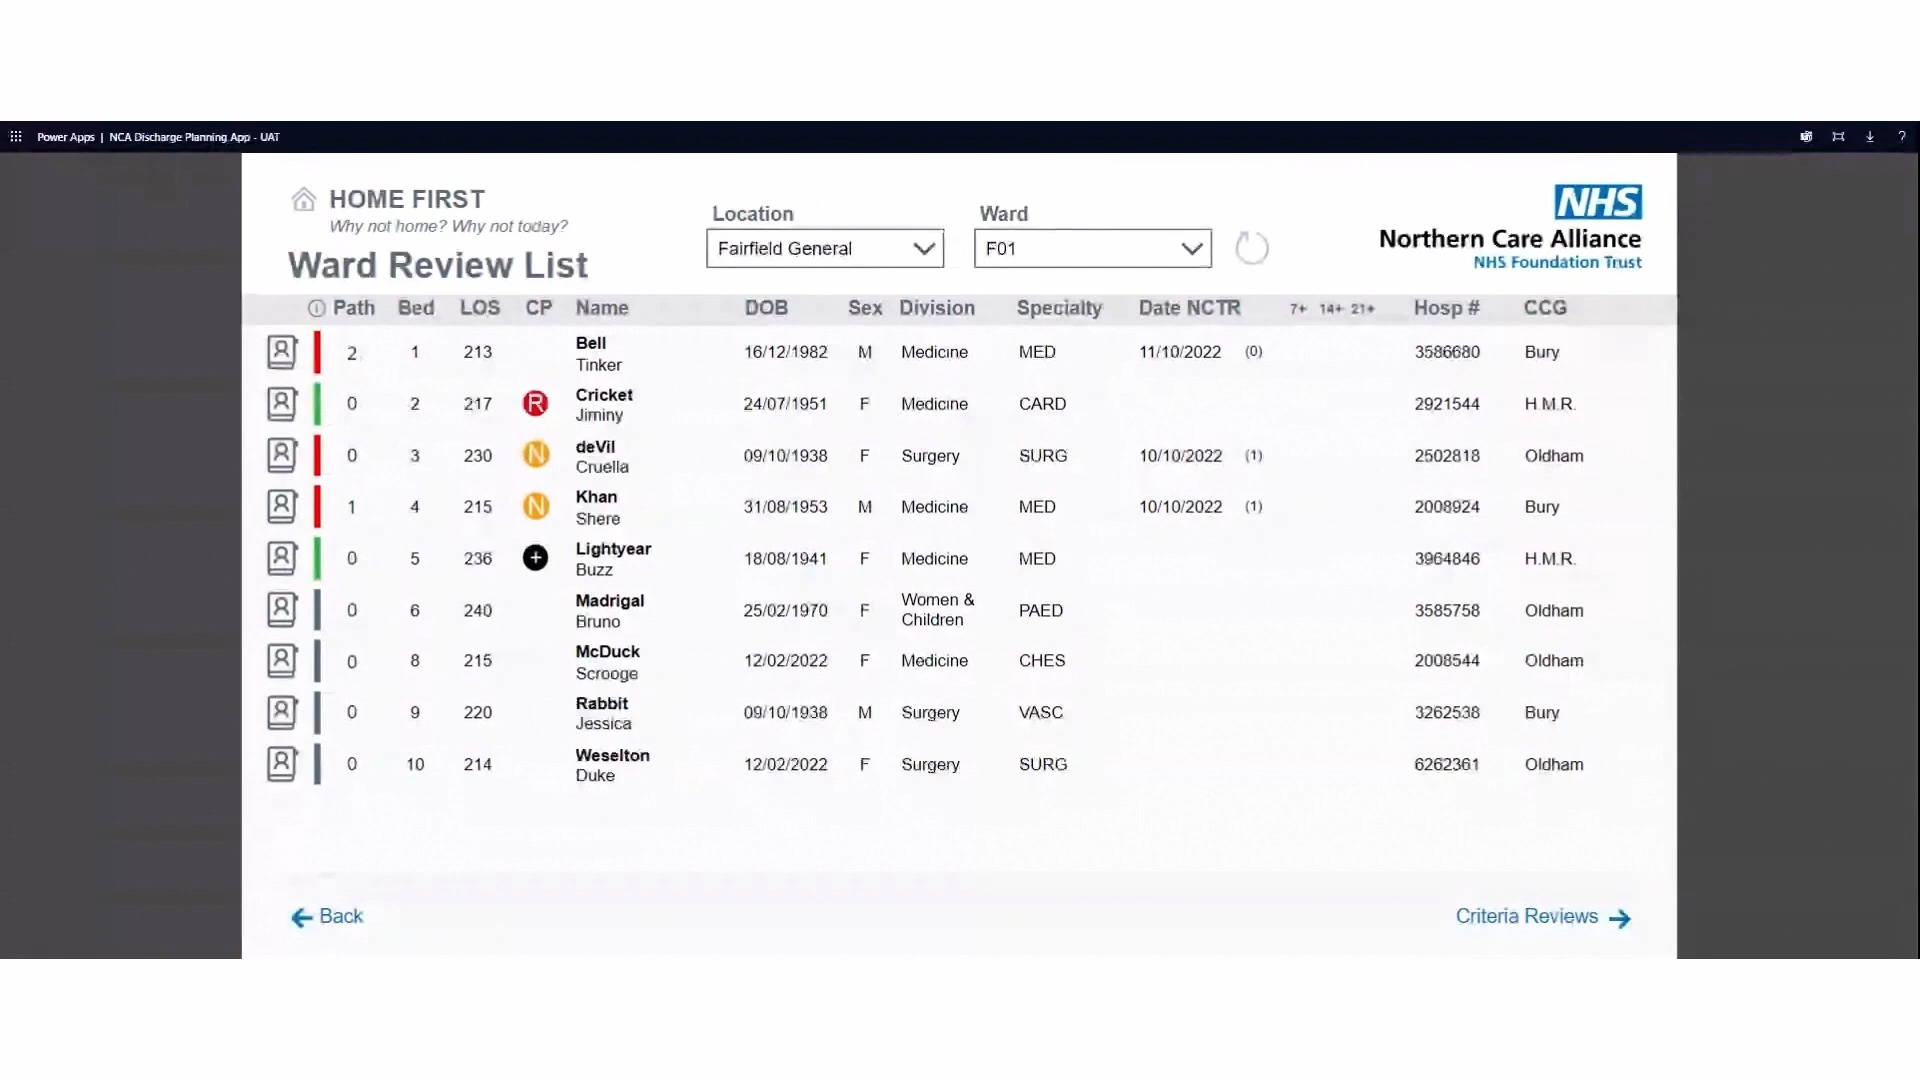 Power Apps | NCA Discharge Planning App - UAT
?
HOME FIRST
Why not home? Why not today?
Ward Review List
Location
Fairfield General
Ward
F01
NHS
Northern Care Alliance
NHS Foundation Trust
Path Bed LOS CP Name DOB Sex Division Specialty Date NCTR 7+ 14+ 21+ Hosp # CCG
2 1 213 Bell Tinker 16/12/1982 M Medicine MED 11/10/2022 (0) 3586680 Bury
0 2 217 R Cricket Jiminy 24/07/1951 F Medicine CARD 2921544 H.M.R.
0 3 230 N deVil Cruella 09/10/1938 F Surgery SURG 10/10/2022 (1) 2502818 Oldham
1 4 215 N Khan Shere 31/08/1953 M Medicine MED 10/10/2022 (1) 2008924 Bury
0 5 236 + Lightyear Buzz 18/08/1941 F Medicine MED 3964846 H.M.R.
0 6 240 Madrigal Bruno 25/02/1970 F Women & Children PAED 3585758 Oldham
0 8 215 McDuck Scrooge 12/02/2022 F Medicine CHES 2008544 Oldham
0 9 220 Rabbit Jessica 09/10/1938 M Surgery VASC 3262538 Bury
0 10 214 Weselton Duke 12/02/2022 F Surgery SURG 6262361 Oldham
Back
Criteria Reviews